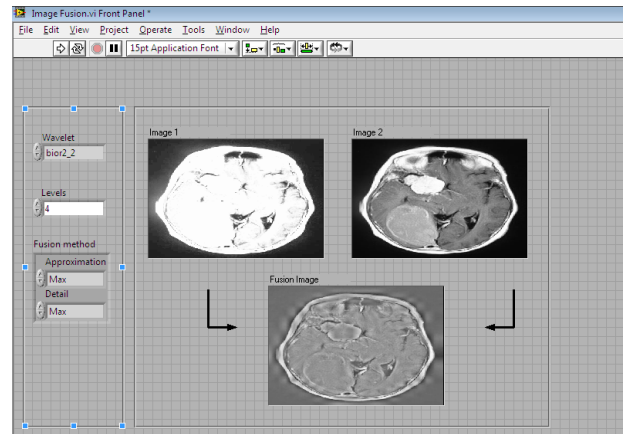 Image Fusion.vi Front Panel *
File Edit View Project Operate Tools Window Help
15pt Application Font
Wavelet
bior2_2
Levels
4
Fusion method
Approximation
Max
Detail
Max
Image 1
Image 2
Fusion Image